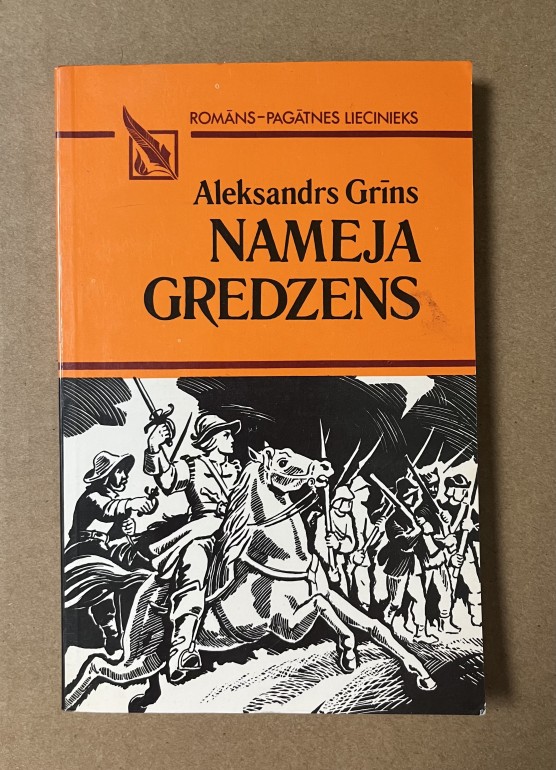 ROMĀNS–PAGĀTNES LIECINIEKS
Aleksandrs Grīns
NAMEJA
GREDZENS